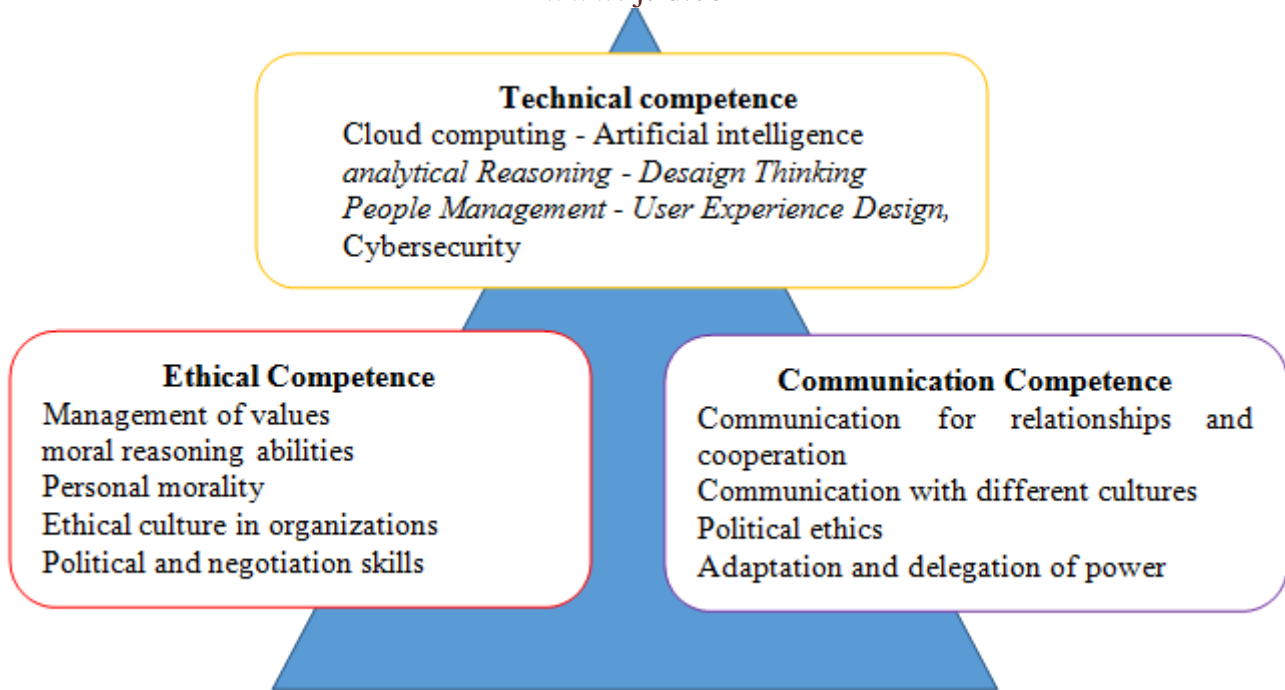 Technical competence
Cloud computing - Artificial intelligence
analytical Reasoning - Desaign Thinking
People Management - User Experience Design,
Cybersecurity
Ethical Competence
Management of values
moral reasoning abilities
Personal morality
Ethical culture in organizations
Political and negotiation skills
Communication Competence
Communication for relationships and
cooperation
Communication with different cultures
Political ethics
Adaptation and delegation of power